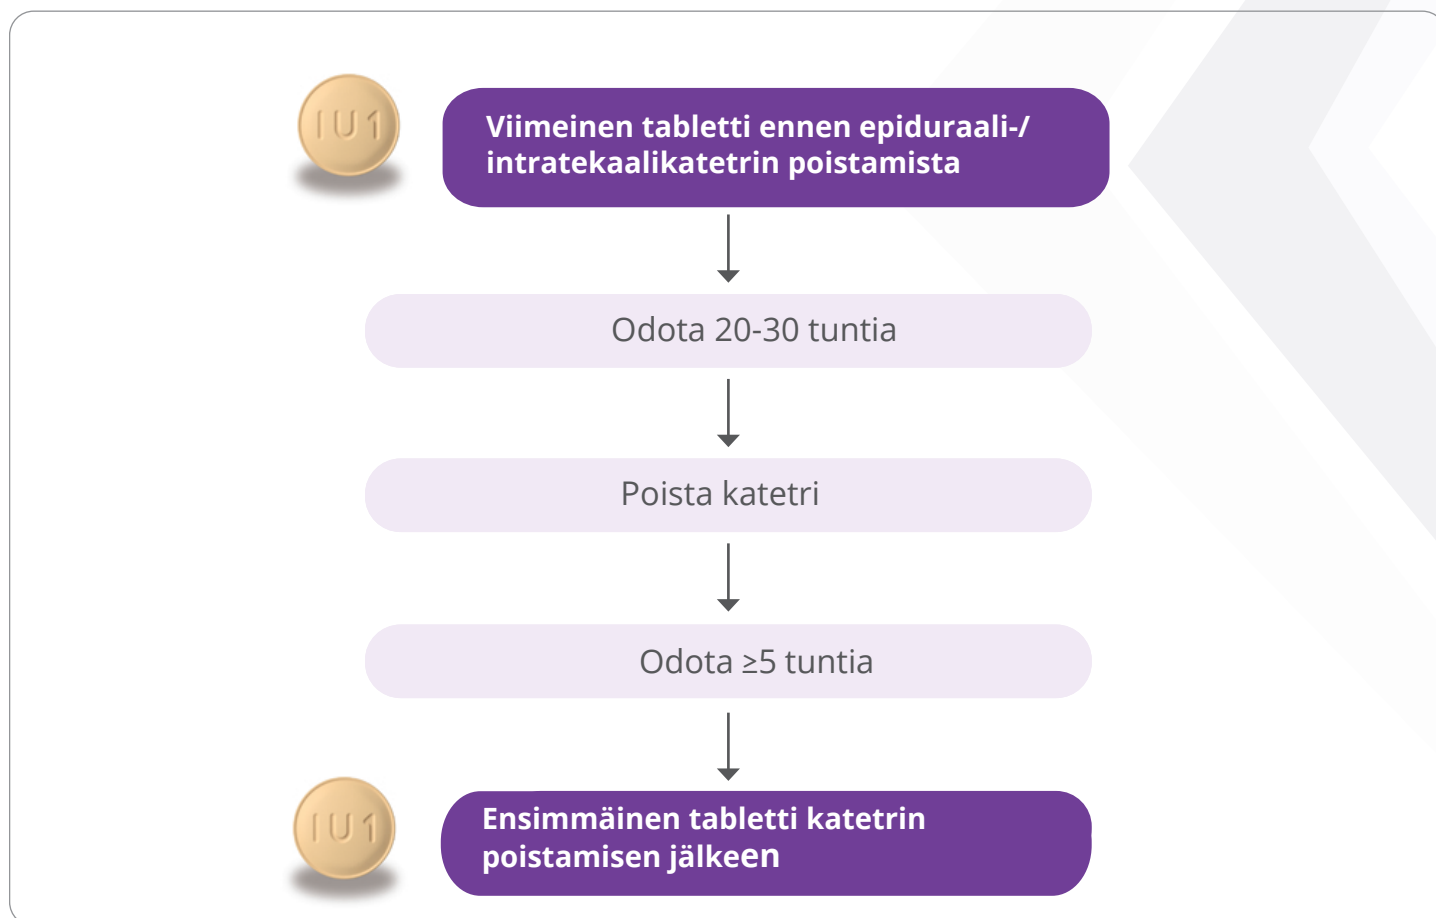 IU1
Viimeinen tabletti ennen epiduraali-/
intratekaalikatetrin poistamista
Odota 20-30 tuntia
Poista katetri
Odota ≥5 tuntia
IU1
Ensimmäinen tabletti katetrin
poistamisen jälkeen